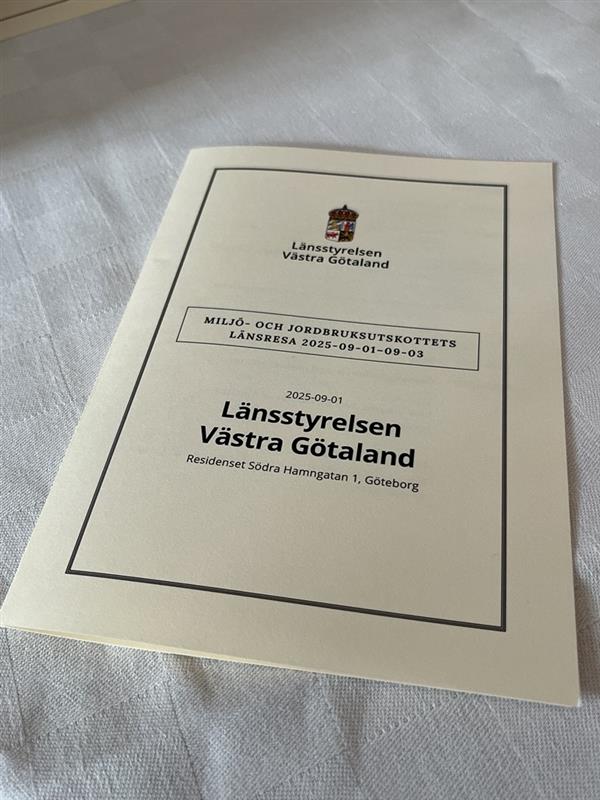 Länsstyrelsen
Västra Götaland
MILJÖ- OCH JORDBRUKSUTSKOTTETS
LÄNSRESA 2025-09-01-09-03
2025-09-01
Länsstyrelsen
Västra Götaland
Residenset Södra Hamngatan 1, Göteborg